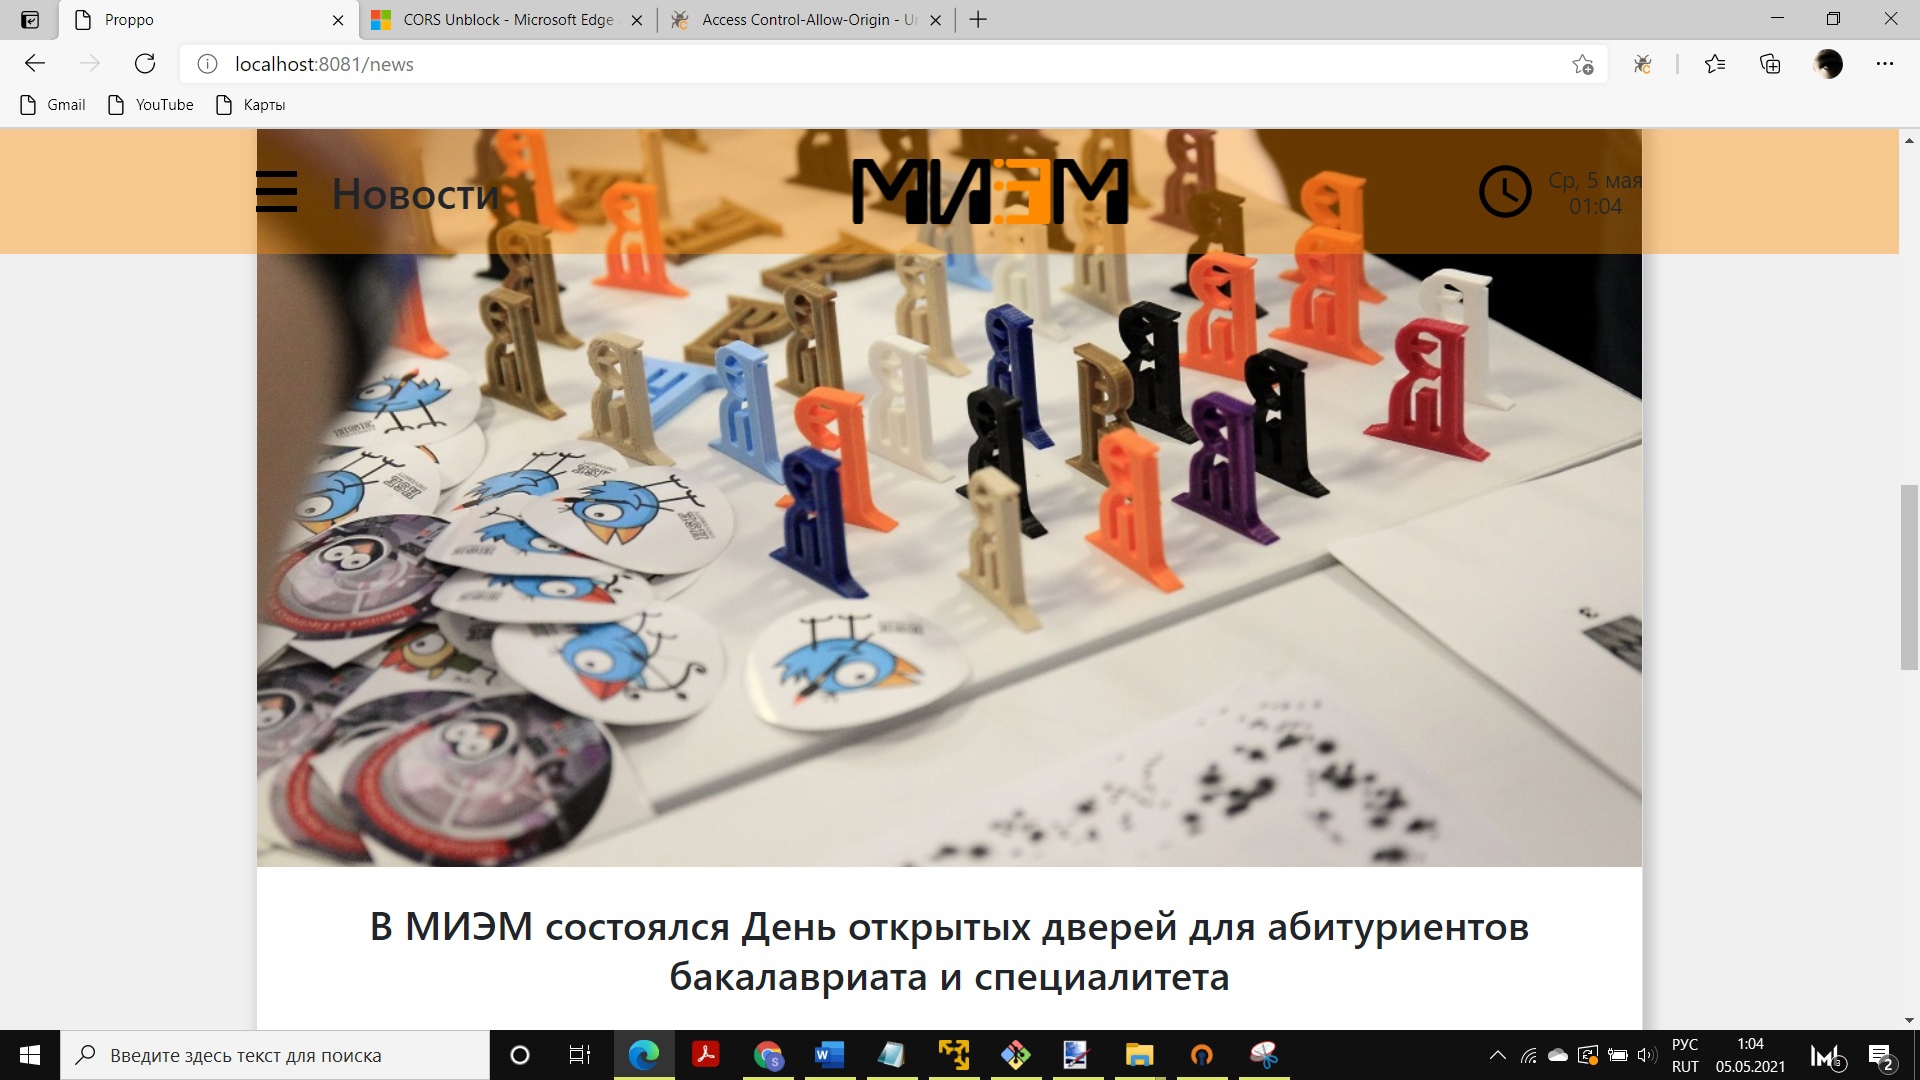 Proppo
CORS Unblock - Microsoft Edge
Access Control-Allow-Origin - Ur
localhost:8081/news
Gmail
YouTube
Карты
Новости
МИЭМ
Ср, 5 мая
01:04
В МИЭМ состоялся День открытых дверей для абитуриентов
бакалавриата и специалитета
Введите здесь текст для поиска
РУС
RUT
1:04
05.05.2021
2